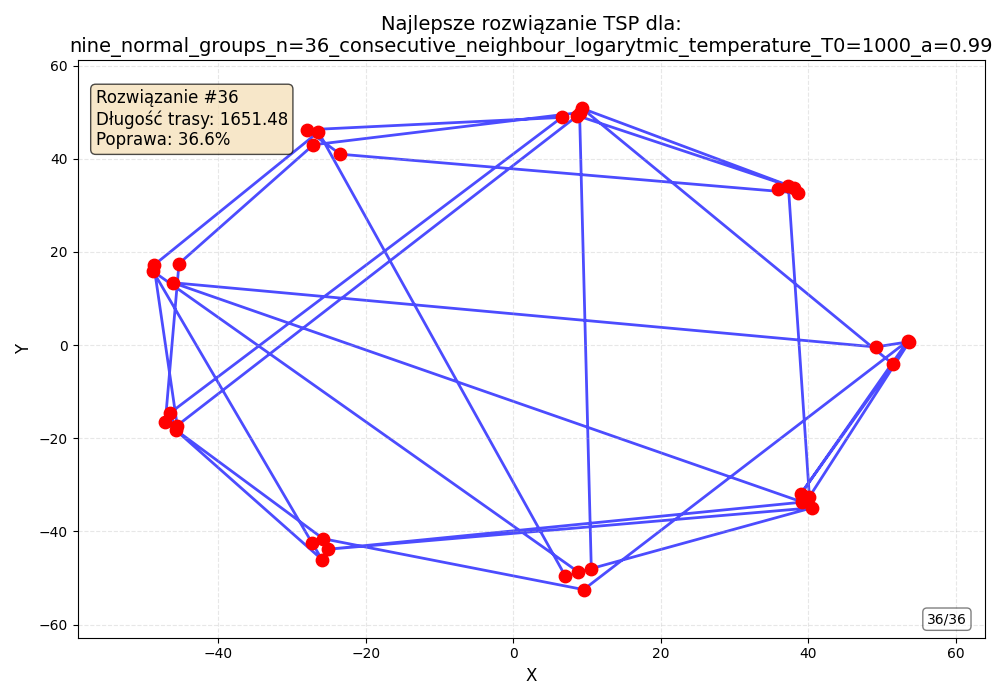 Najlepsze rozwiązanie TSP dla:
nine_normal_groups_n=36_consecutive_neighbour_logarytmic_temperature_T0=1000_a=0.99
Rozwiązanie #36
Długość trasy: 1651.48
Poprawa: 36.6%
60
40
20
0
−20
−40
−60
Y
36/36
−40
−20
0
20
40
60
X